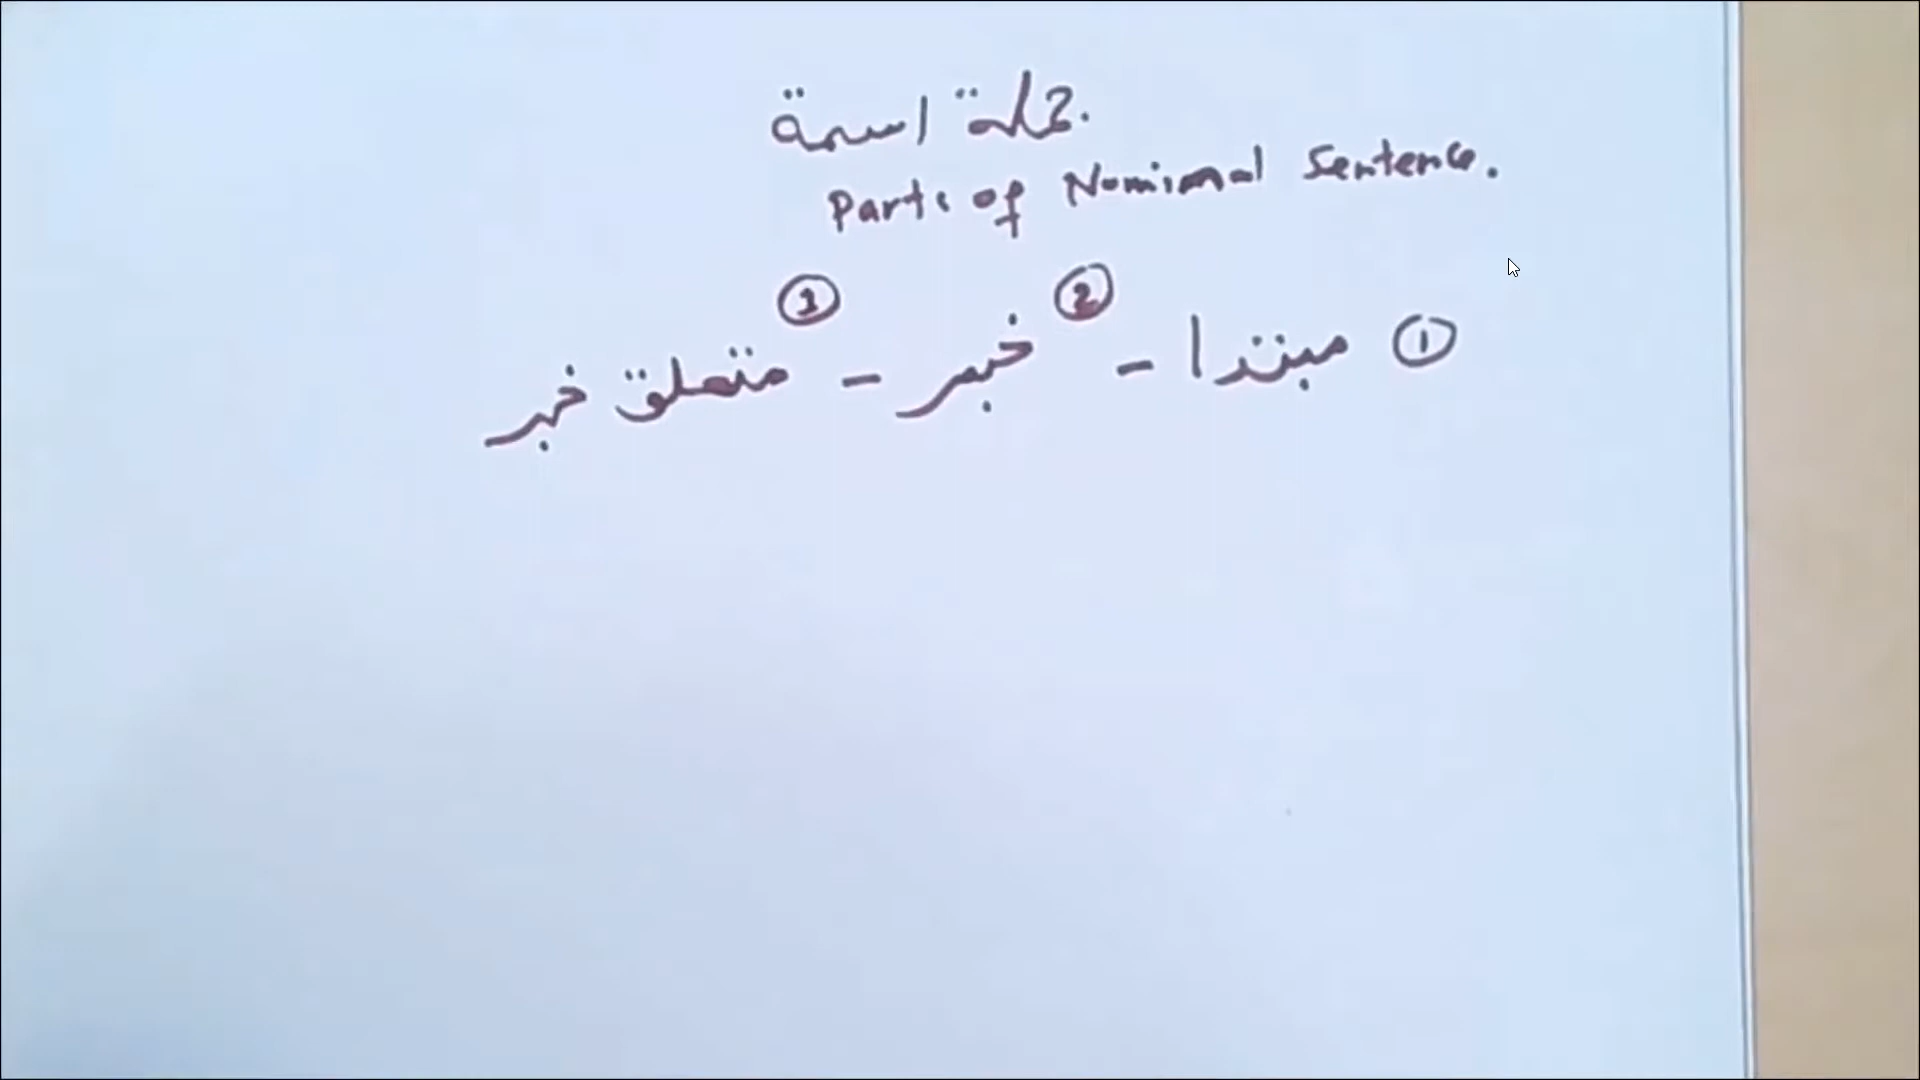 جملة اسمية
Parts of Nominal Sentence.
① مبتدا - ② خبر - ③ متعلق خبر